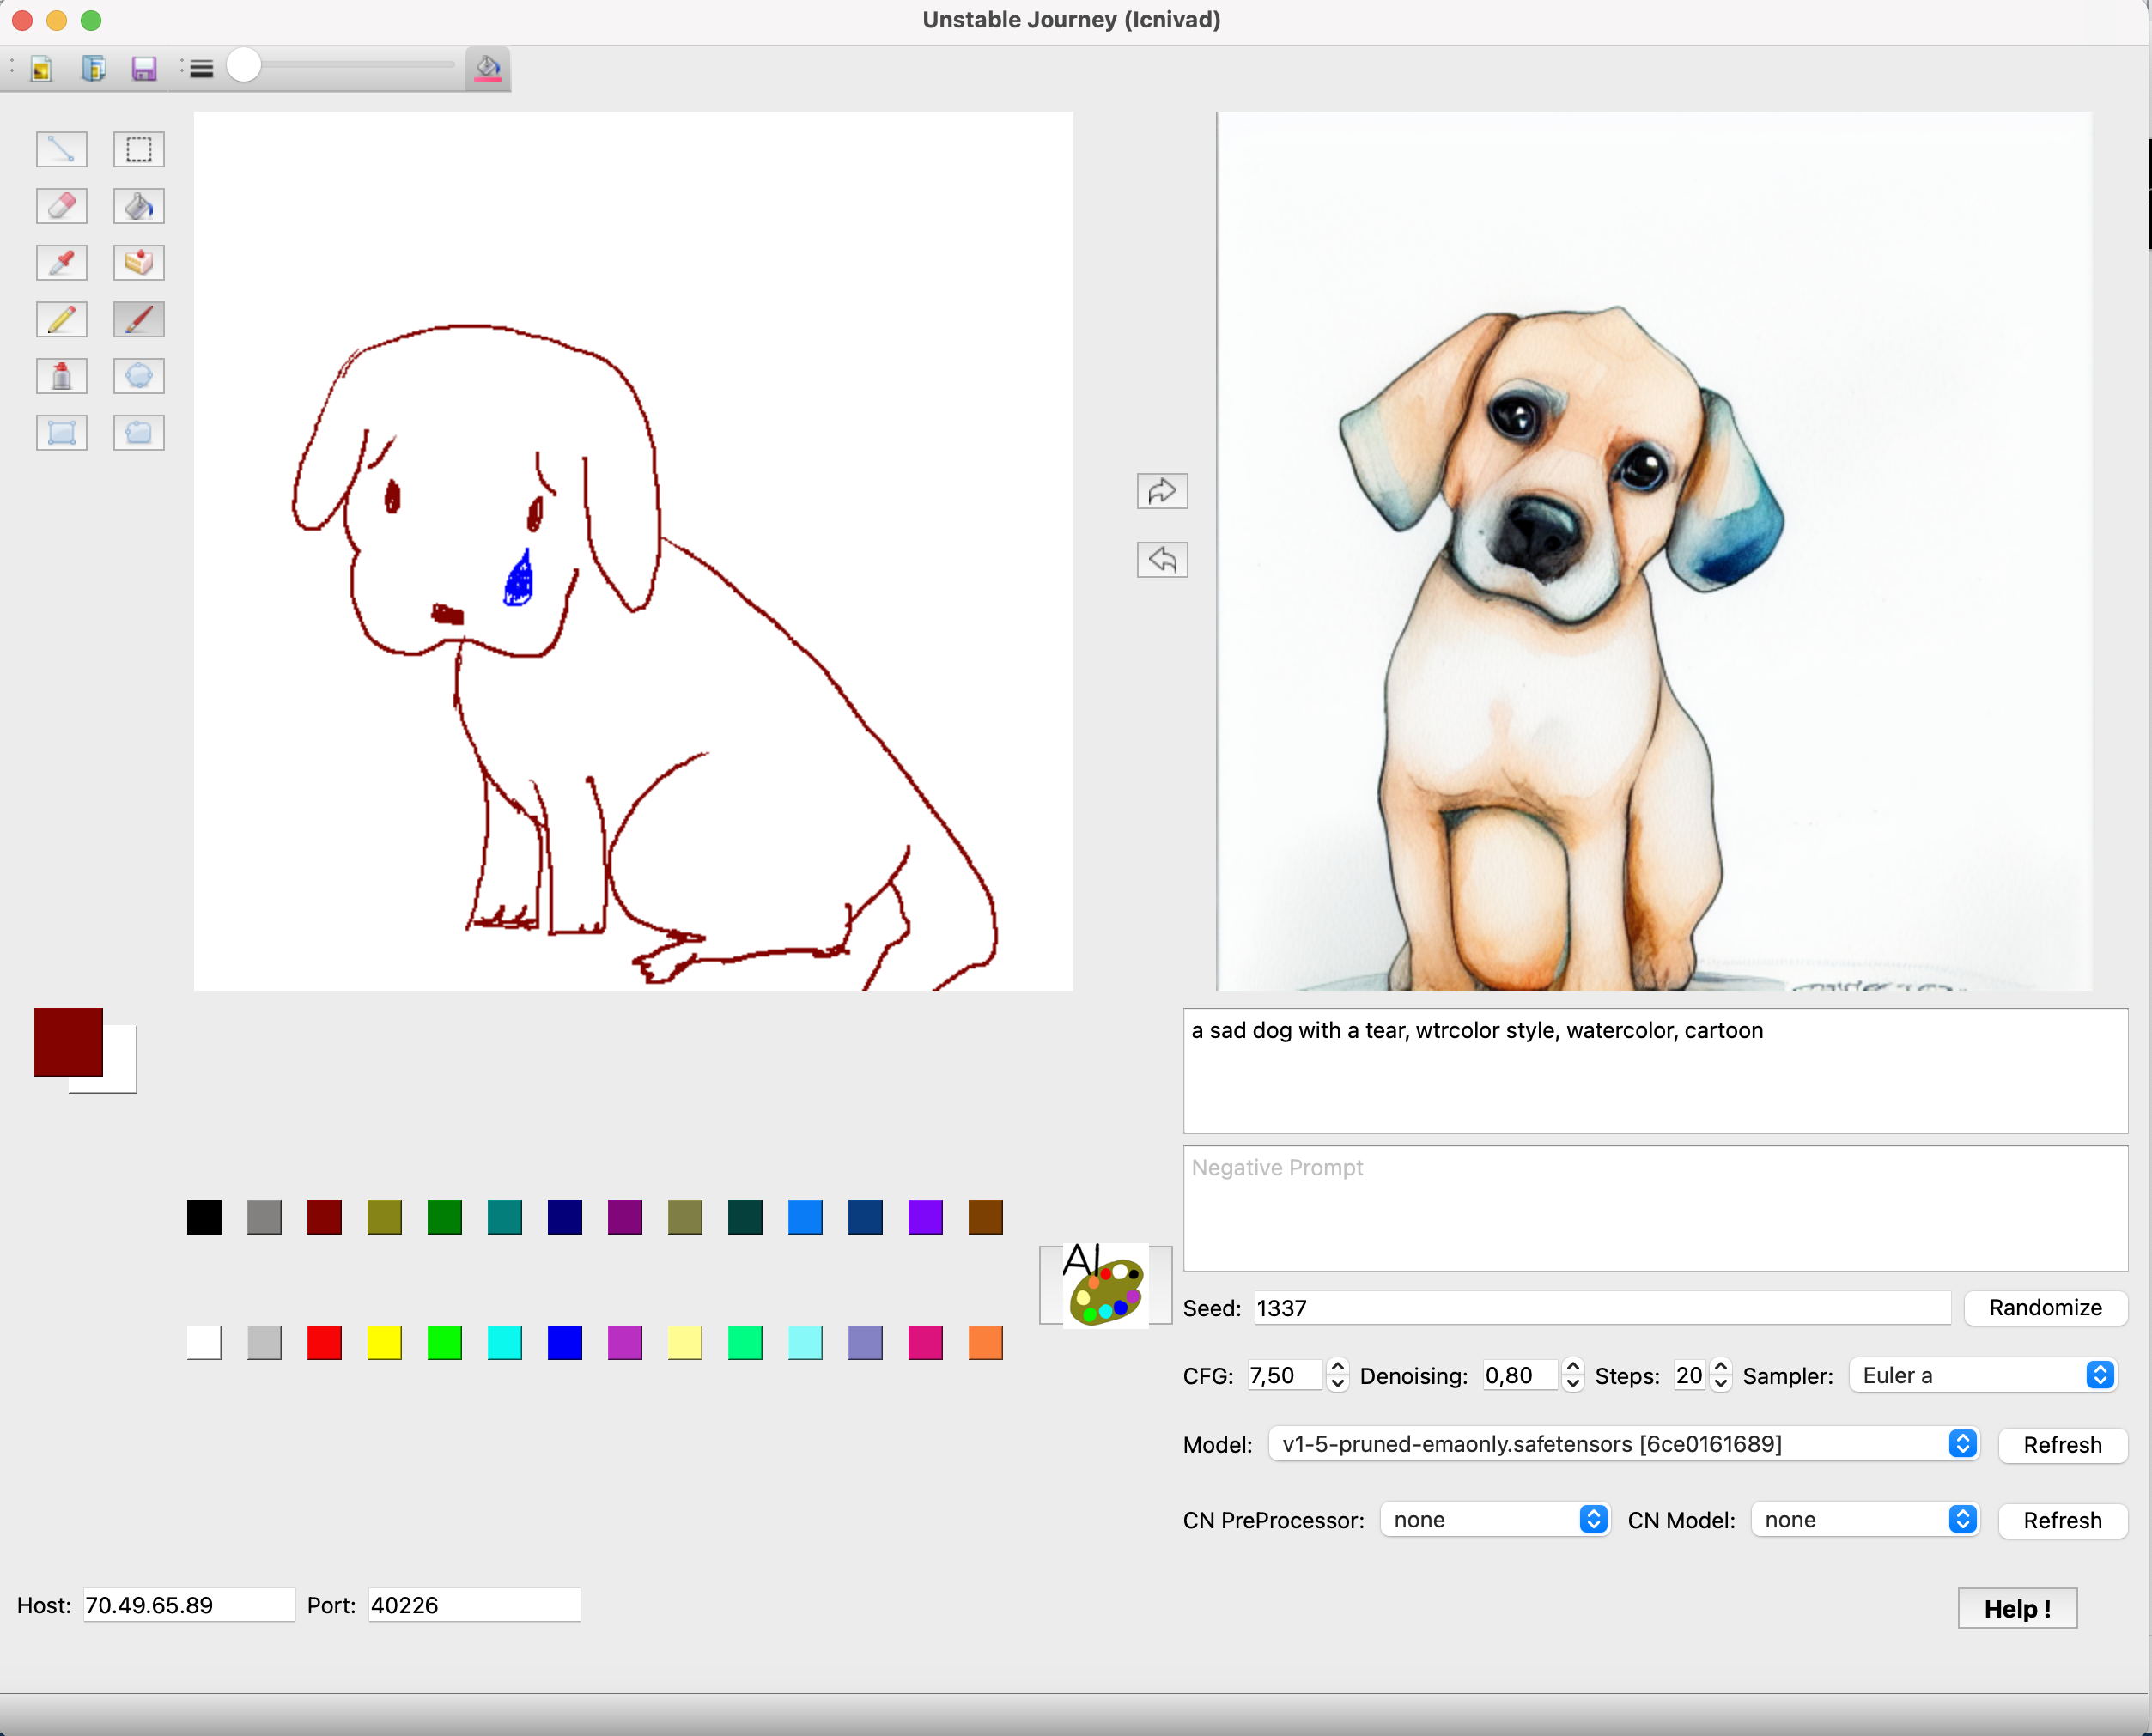 Unstable Journey (Icnivad)
a sad dog with a tear, wtrcolor style, watercolor, cartoon
Negative Prompt
AI
Seed: 1337 Randomize
CFG: 7,50 Denoising: 0,80 Steps: 20 Sampler: Euler a
Model: v1-5-pruned-emaonly.safetensors [6ce0161689] Refresh
CN PreProcessor: none CN Model: none Refresh
Host: 70.49.65.89 Port: 40226 Help !